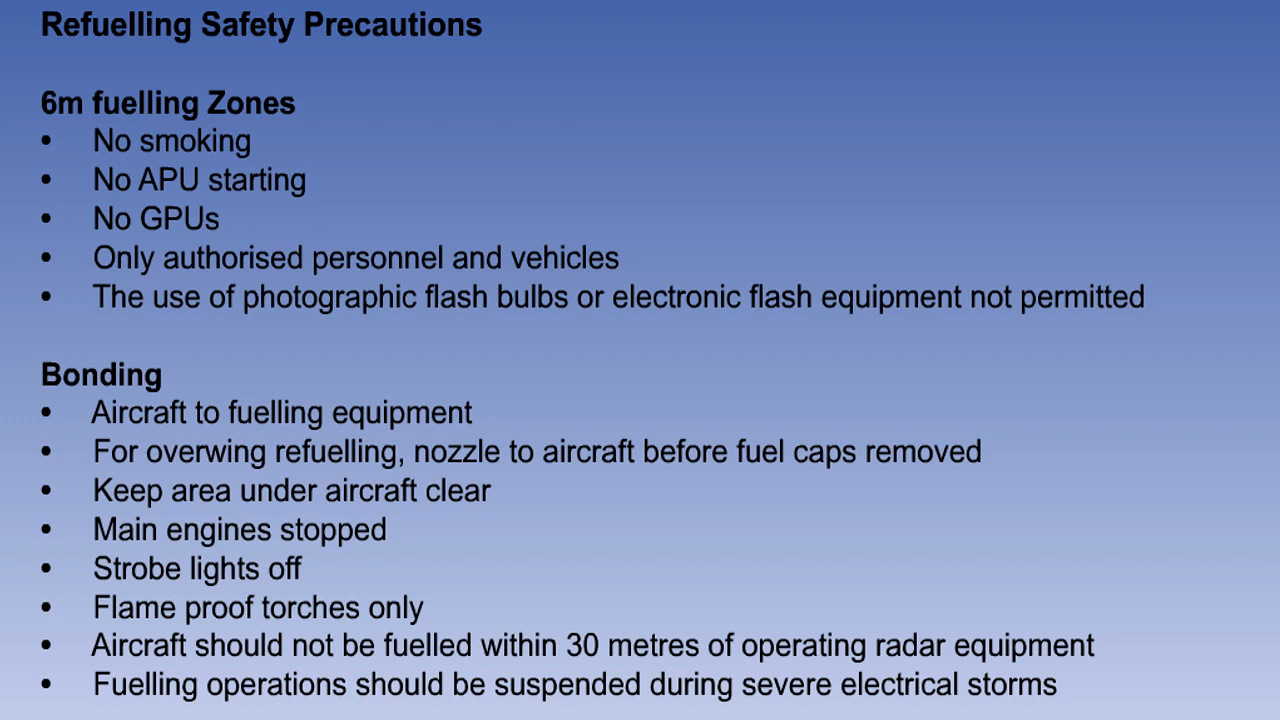 Refuelling Safety Precautions
6m fuelling Zones
• No smoking
• No APU starting
• No GPUs
• Only authorised personnel and vehicles
• The use of photographic flash bulbs or electronic flash equipment not permitted
Bonding
• Aircraft to fuelling equipment
• For overwing refuelling, nozzle to aircraft before fuel caps removed
• Keep area under aircraft clear
• Main engines stopped
• Strobe lights off
• Flame proof torches only
• Aircraft should not be fuelled within 30 metres of operating radar equipment
• Fuelling operations should be suspended during severe electrical storms